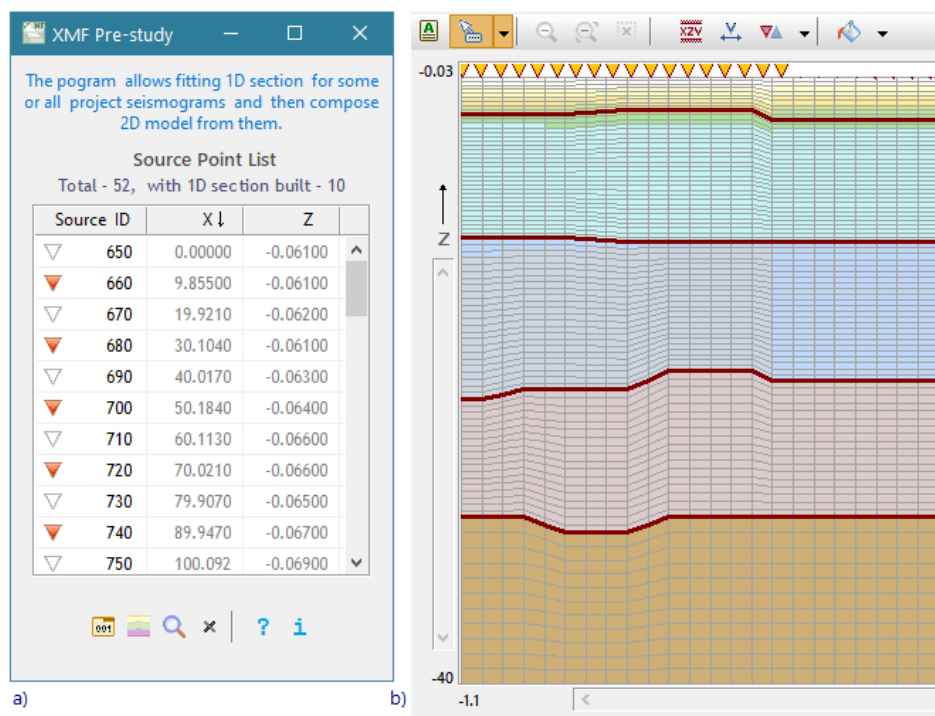 XMF Pre-study
The pogram allows fitting 1D section for some
or all project seismograms and then compose
2D model from them.
Source Point List
Total - 52, with 1D section built - 10
Source ID X↓ Z
650 0.00000 -0.06100
660 9.85500 -0.06100
670 19.9210 -0.06200
680 30.1040 -0.06100
690 40.0170 -0.06300
700 50.1840 -0.06400
710 60.1130 -0.06600
720 70.0210 -0.06600
730 79.9070 -0.06500
740 89.9470 -0.06700
750 100.092 -0.06900
001 ? i
a)
A XZV V
-0.03
Z
-40
-1.1
b)